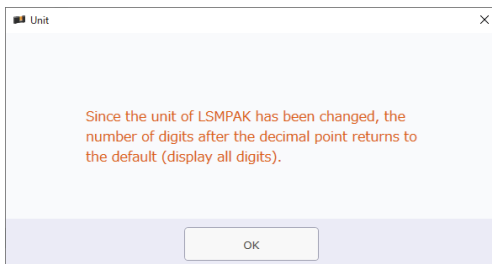 Unit
Since the unit of LSMPAK has been changed, the
number of digits after the decimal point returns to
the default (display all digits).
OK